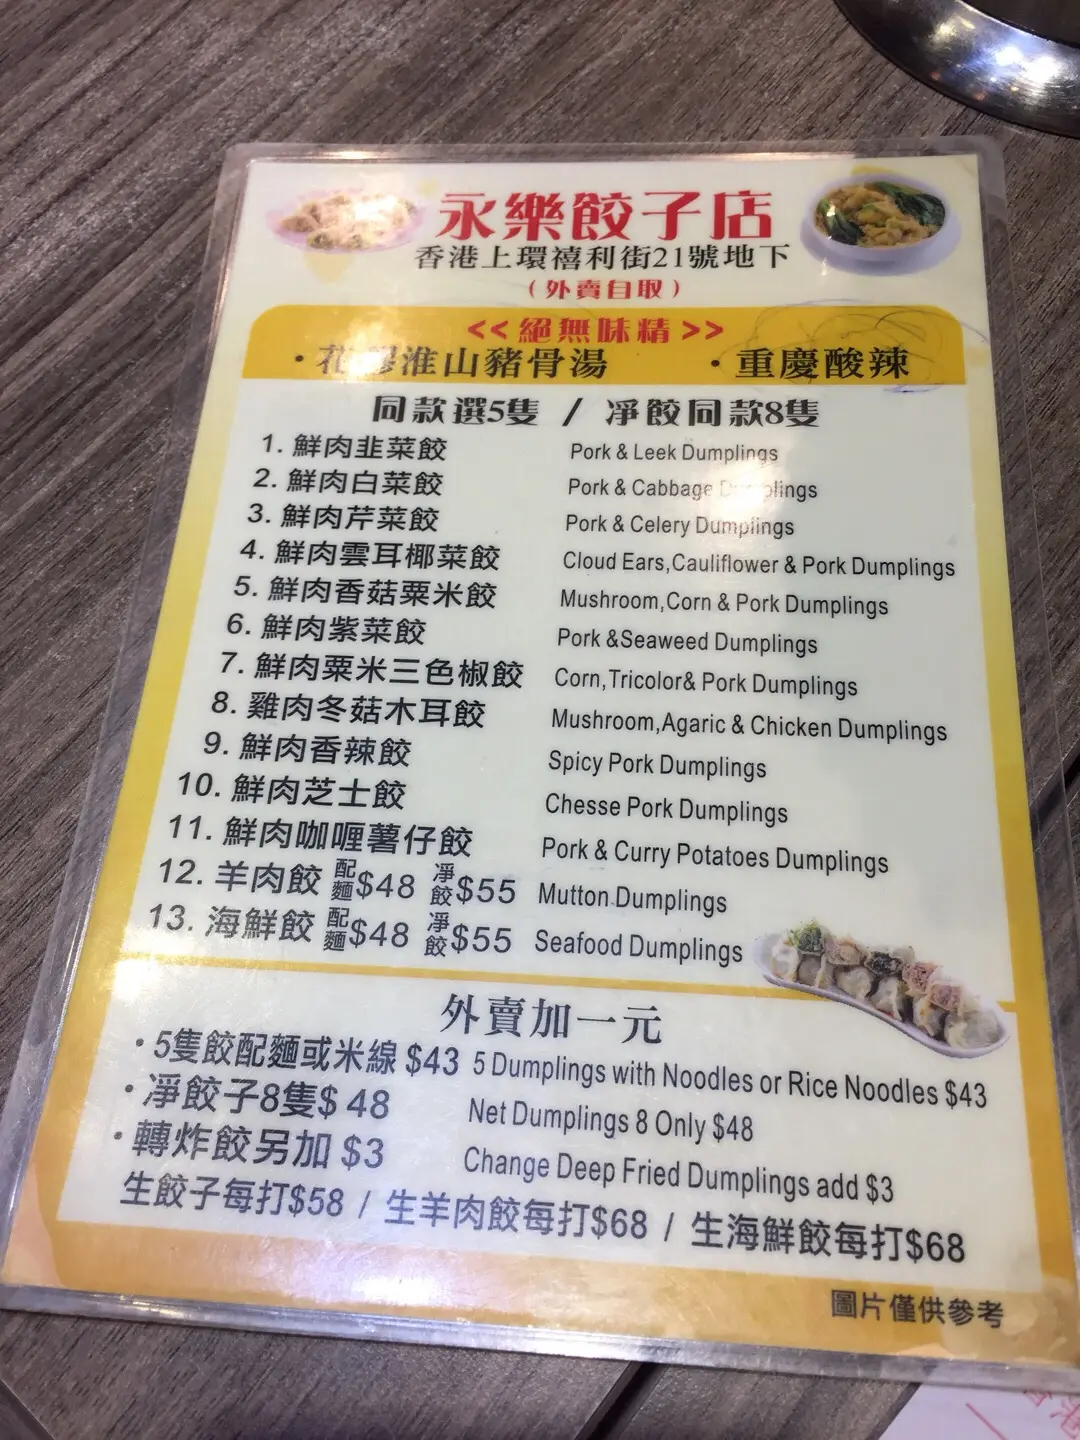 永樂餃子店
香港上環禧利街21號地下
(外賣自取)
<<絕無味精>>
·花膠淮山豬骨湯 ·重慶酸辣
同款選5隻 / 凈餃同款8隻
1. 鮮肉韭菜餃 Pork & Leek Dumplings
2. 鮮肉白菜餃 Pork & Cabbage Dumplings
3. 鮮肉芹菜餃 Pork & Celery Dumplings
4. 鮮肉雲耳椰菜餃 Cloud Ears,Cauliflower & Pork Dumplings
5. 鮮肉香菇粟米餃 Mushroom,Corn & Pork Dumplings
6. 鮮肉紫菜餃 Pork &Seaweed Dumplings
7. 鮮肉粟米三色椒餃 Corn,Tricolor& Pork Dumplings
8. 雞肉冬菇木耳餃 Mushroom,Agaric & Chicken Dumplings
9. 鮮肉香辣餃 Spicy Pork Dumplings
10. 鮮肉芝士餃 Chesse Pork Dumplings
11. 鮮肉咖喱薯仔餃 Pork & Curry Potatoes Dumplings
12. 羊肉餃 配麵$48 凈餃$55 Mutton Dumplings
13. 海鮮餃 配麵$48 凈餃$55 Seafood Dumplings
外賣加一元
·5隻餃配麵或米線 $43 5 Dumplings with Noodles or Rice Noodles $43
·凈餃子8隻$ 48 Net Dumplings 8 Only $48
·轉炸餃另加 $3 Change Deep Fried Dumplings add $3
生餃子每打$58 / 生羊肉餃每打$68 / 生海鮮餃每打$68
圖片僅供參考